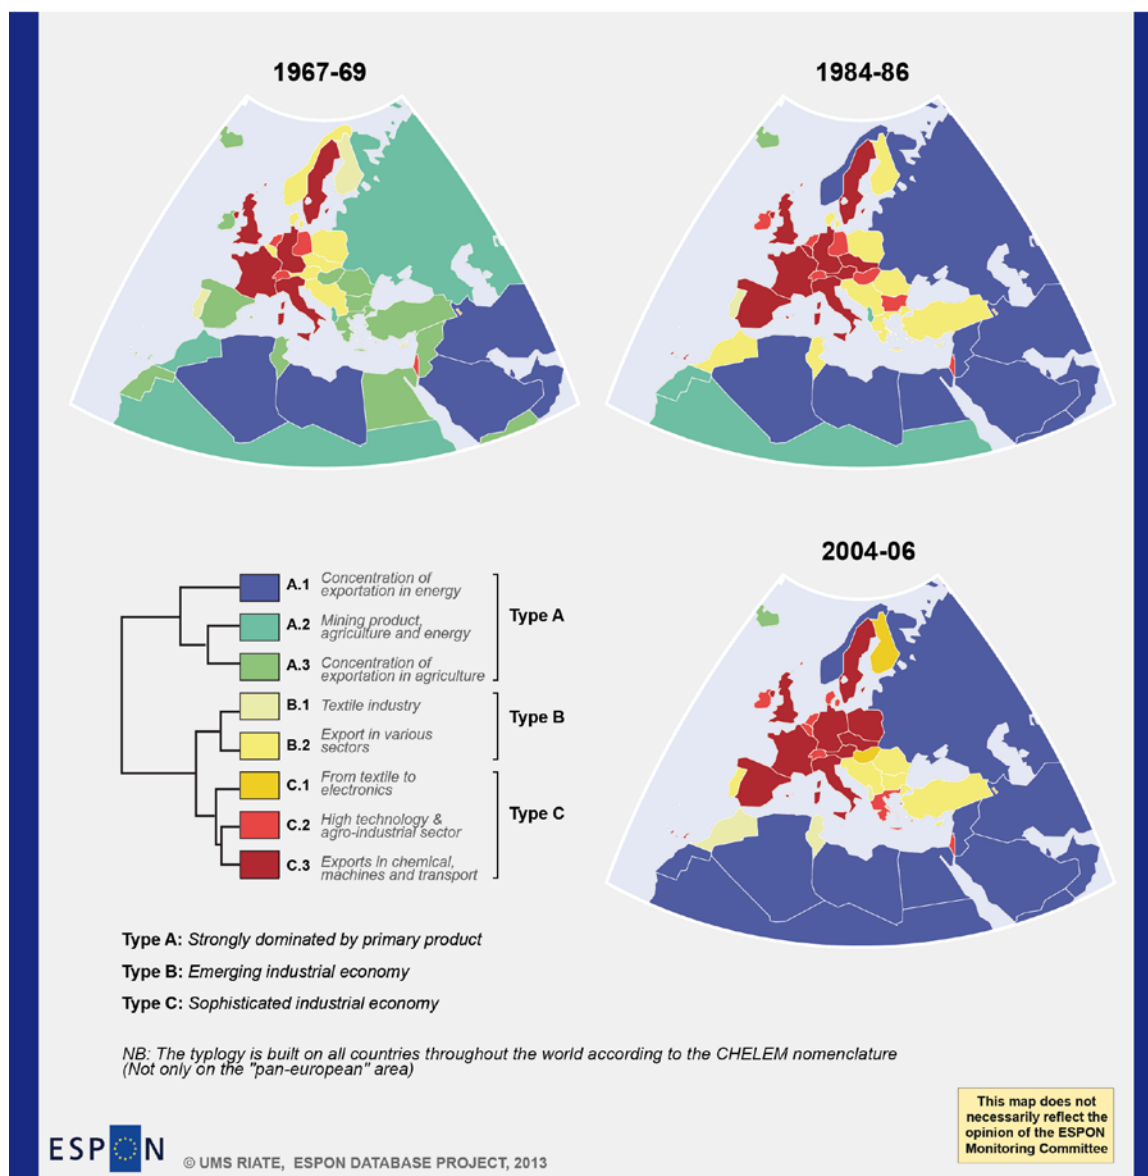 1967-69
1984-86
2004-06
A.1 Concentration of
exportation in energy
A.2 Mining product,
agriculture and energy
A.3 Concentration of
exportation in agriculture
Type A
B.1 Textile industry
B.2 Export in various
sectors
Type B
C.1 From textile to
electronics
C.2 High technology &
agro-industrial sector
C.3 Exports in chemical,
machines and transport
Type C
Type A: Strongly dominated by primary product
Type B: Emerging industrial economy
Type C: Sophisticated industrial economy
NB: The typlogy is built on all countries throughout the world according to the CHELEM nomenclature
(Not only on the "pan-european" area)
This map does not
necessarily reflect the
opinion of the ESPON
Monitoring Committee
ESPON
© UMS RIATE, ESPON DATABASE PROJECT, 2013